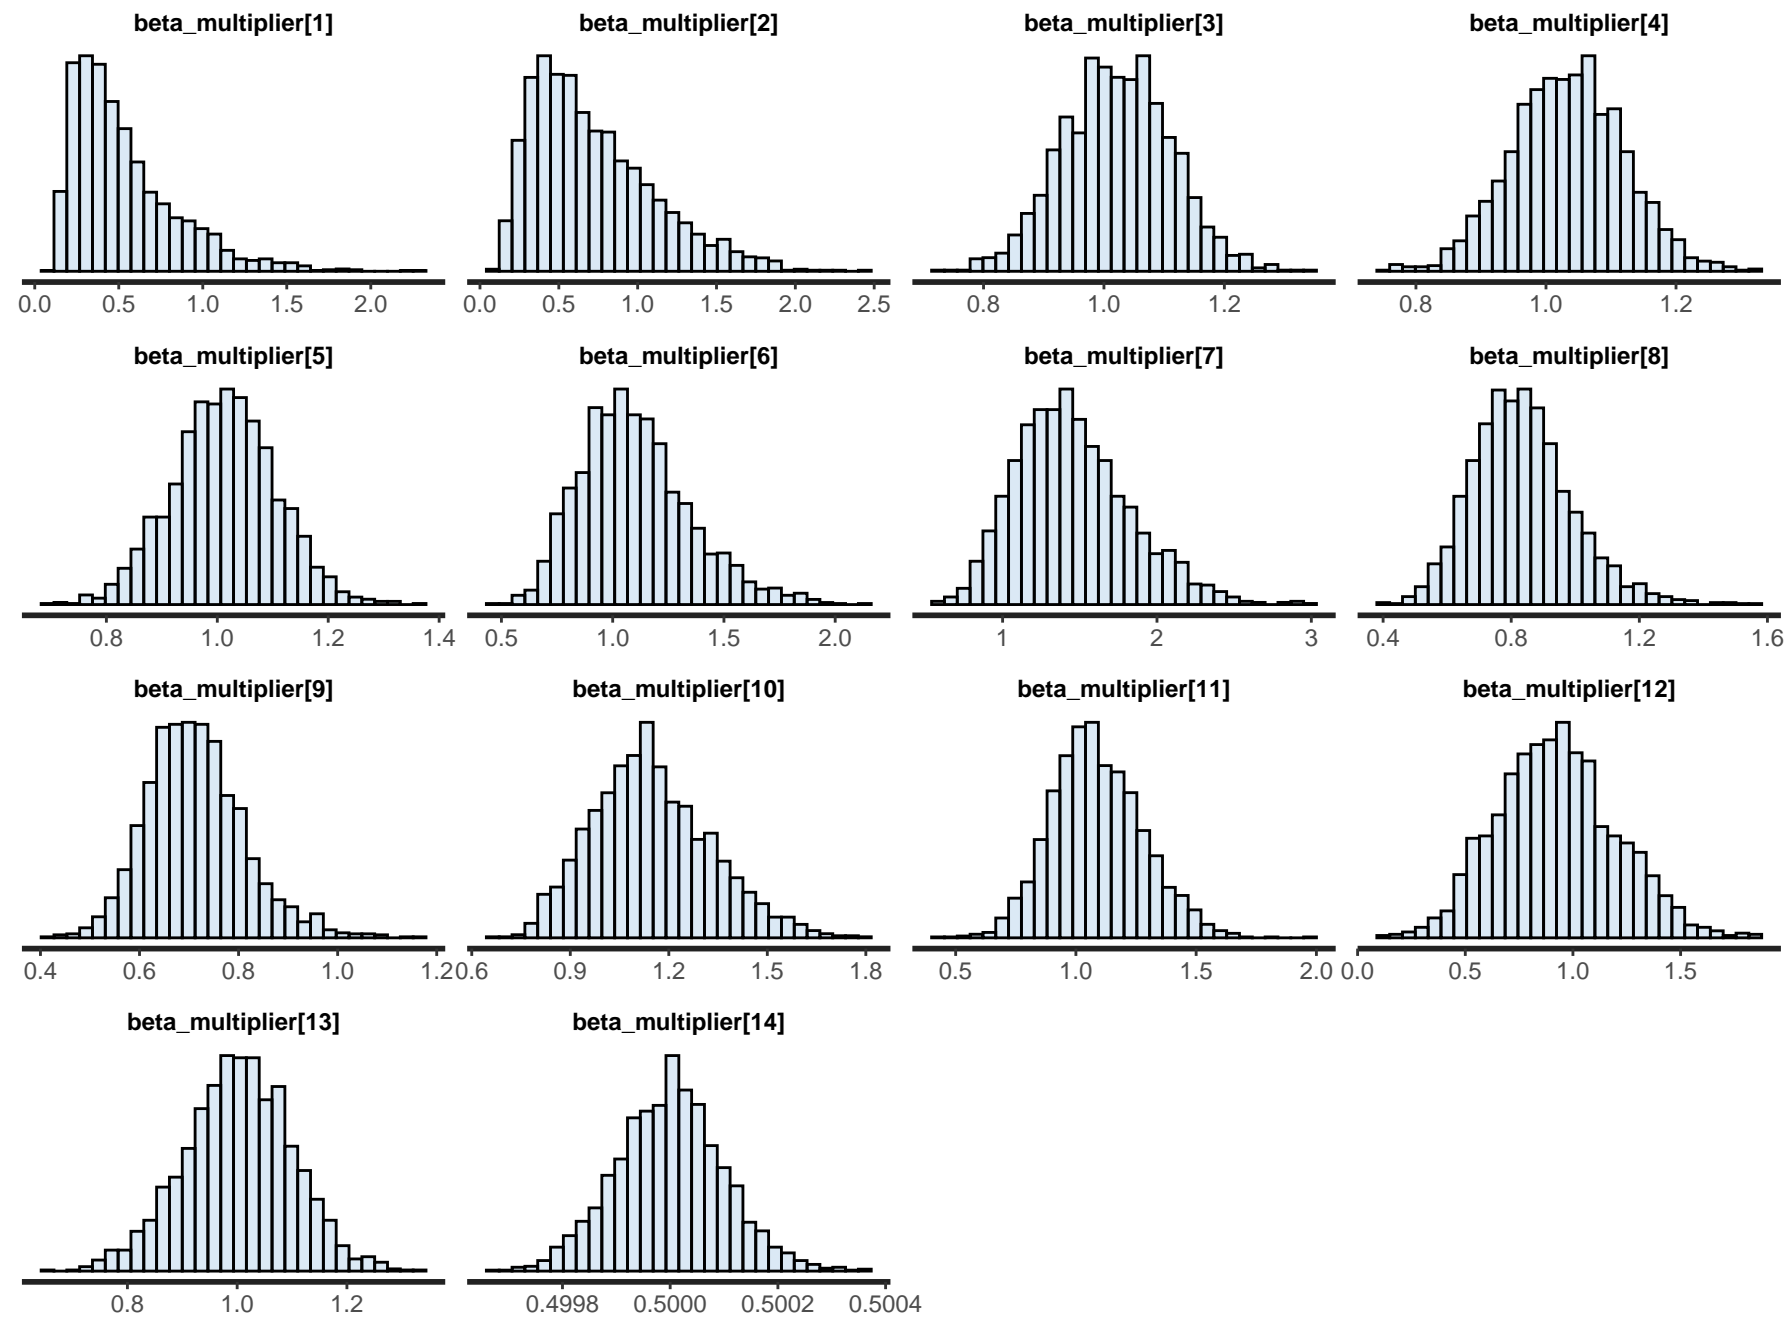 beta_multiplier[1] beta_multiplier[2] beta_multiplier[3] beta_multiplier[4]
0.0 0.5 1.0 1.5 2.0 0.0 0.5 1.0 1.5 2.0 2.5 0.8 1.0 1.2 0.8 1.0 1.2
beta_multiplier[5] beta_multiplier[6] beta_multiplier[7] beta_multiplier[8]
0.8 1.0 1.2 1.4 0.5 1.0 1.5 2.0 1 2 3 0.4 0.8 1.2 1.6
beta_multiplier[9] beta_multiplier[10] beta_multiplier[11] beta_multiplier[12]
0.4 0.6 0.8 1.0 1.2 0.6 0.9 1.2 1.5 1.8 0.5 1.0 1.5 2.0 0.0 0.5 1.0 1.5
beta_multiplier[13] beta_multiplier[14]
0.8 1.0 1.2 0.4998 0.5000 0.5002 0.5004